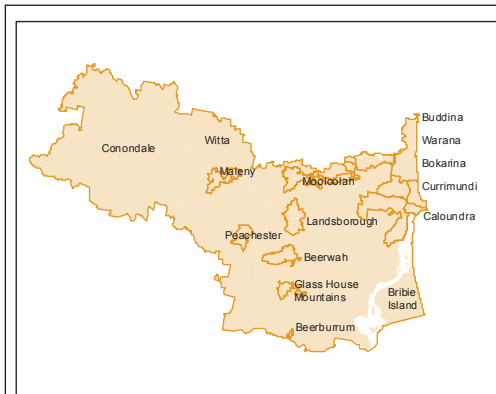 Buddina
Warana
Witta
Conondale
Bokarina
Maleny
Mooloolah
Currimundi
Caloundra
Landsborough
Peachester
Beerwah
Glass House
Mountains
Bribie
Island
Beerburrum